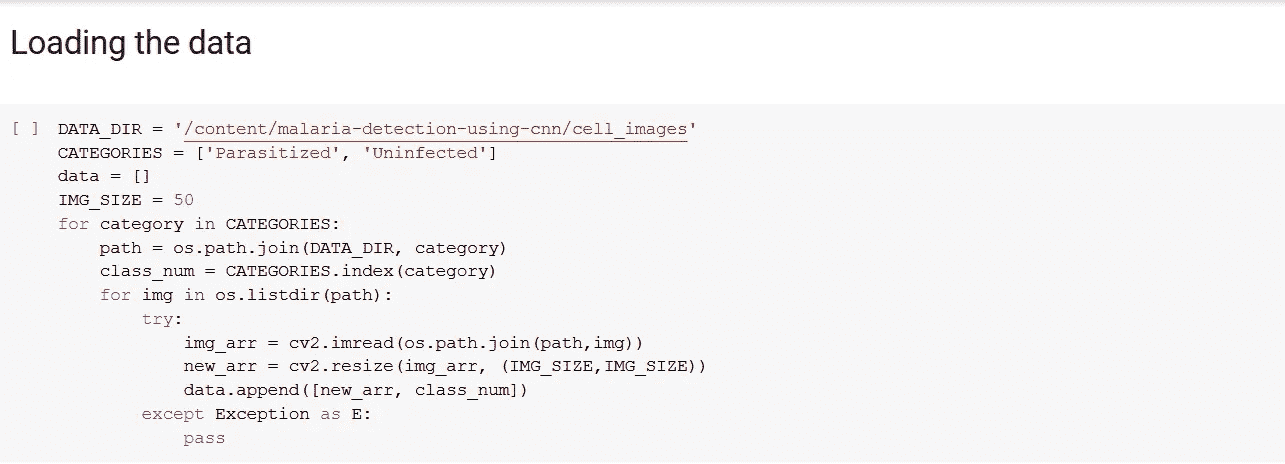 Loading the data
[ ] DATA_DIR = '/content/malaria-detection-using-cnn/cell_images'
CATEGORIES = ['Parasitized', 'Uninfected']
data = []
IMG_SIZE = 50
for category in CATEGORIES:
    path = os.path.join(DATA_DIR, category)
    class_num = CATEGORIES.index(category)
    for img in os.listdir(path):
        try:
            img_arr = cv2.imread(os.path.join(path,img))
            new_arr = cv2.resize(img_arr, (IMG_SIZE,IMG_SIZE))
            data.append([new_arr, class_num])
        except Exception as E:
            pass